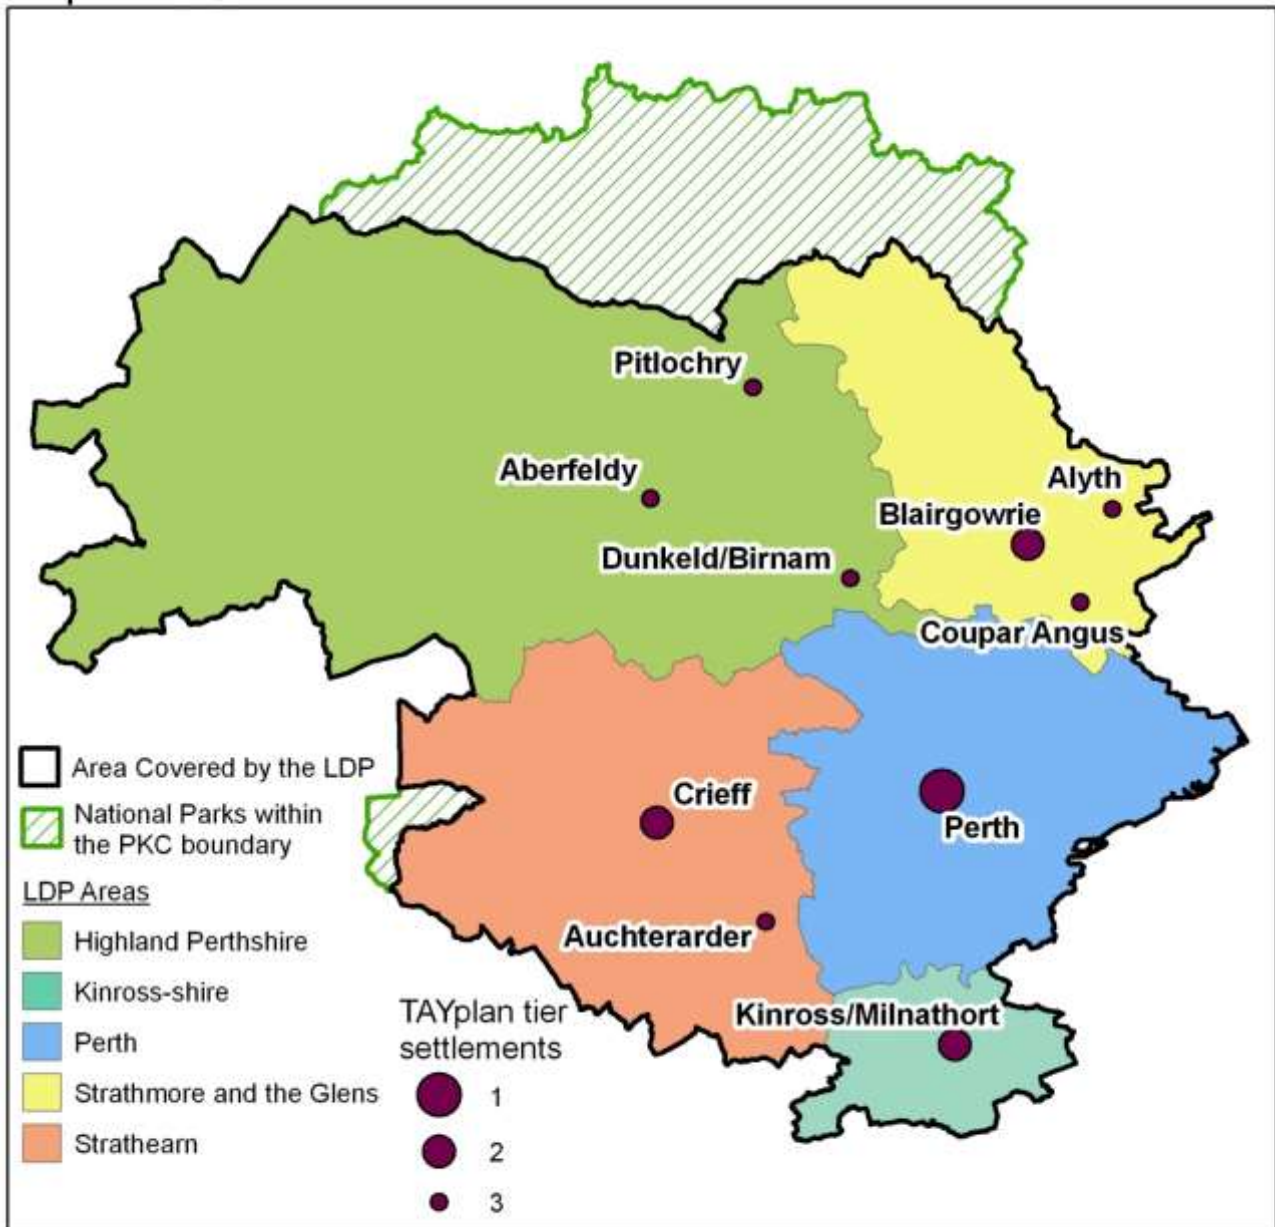 Pitlochry
Aberfeldy
Alyth
Blairgowrie
Dunkeld/Birnam
Coupar Angus
Crieff
Perth
Auchterarder
Kinross/Milnathort
Area Covered by the LDP
National Parks within
the PKC boundary
LDP Areas
Highland Perthshire
Kinross-shire
Perth
Strathmore and the Glens
Strathearn
TAYplan tier
settlements
1
2
3